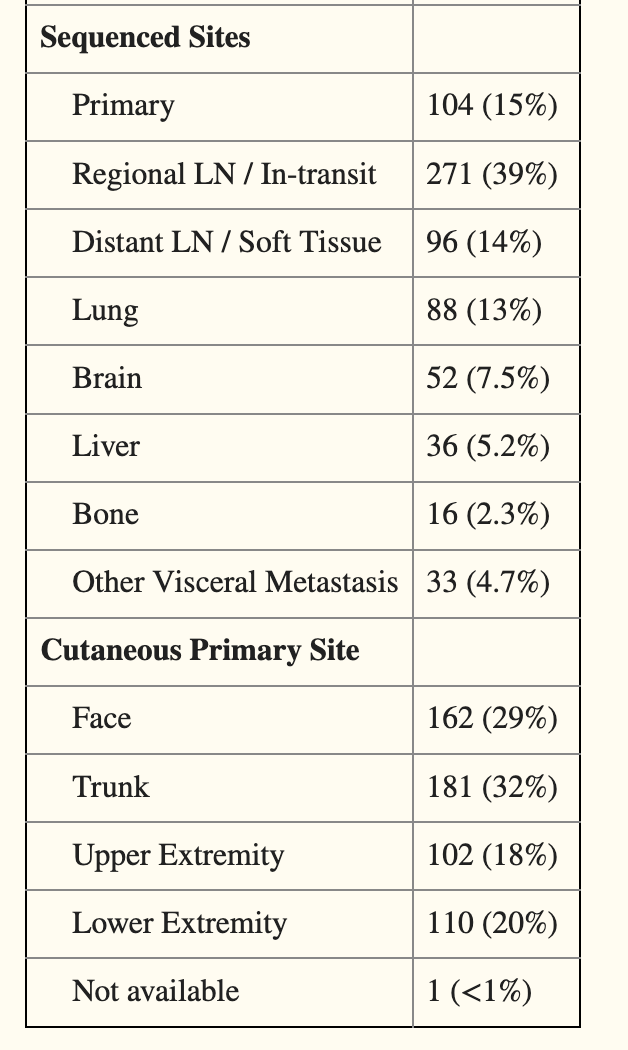 Sequenced Sites
Primary 104 (15%)
Regional LN / In-transit 271 (39%)
Distant LN / Soft Tissue 96 (14%)
Lung 88 (13%)
Brain 52 (7.5%)
Liver 36 (5.2%)
Bone 16 (2.3%)
Other Visceral Metastasis 33 (4.7%)
Cutaneous Primary Site
Face 162 (29%)
Trunk 181 (32%)
Upper Extremity 102 (18%)
Lower Extremity 110 (20%)
Not available 1 (<1%)